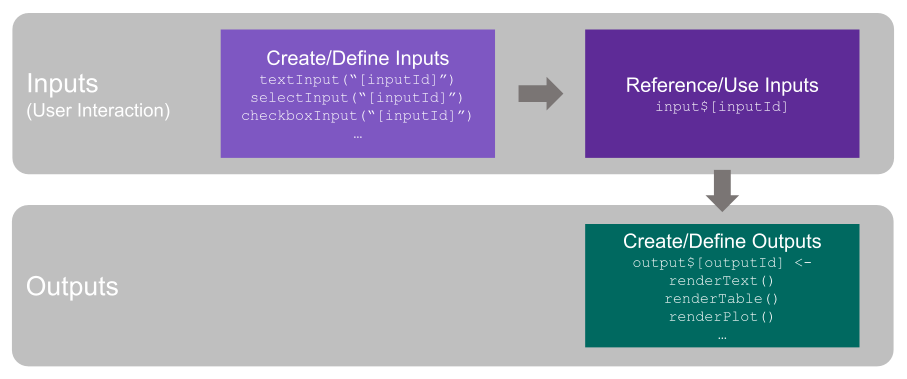 Inputs
(User Interaction)
Create/Define Inputs
textInput(“[inputId]”)
selectInput(“[inputId]”)
checkboxInput(“[inputId]”)
…
Reference/Use Inputs
input$[inputId]
Outputs
Create/Define Outputs
output$[outputId] <-
renderText()
renderTable()
renderPlot()
…